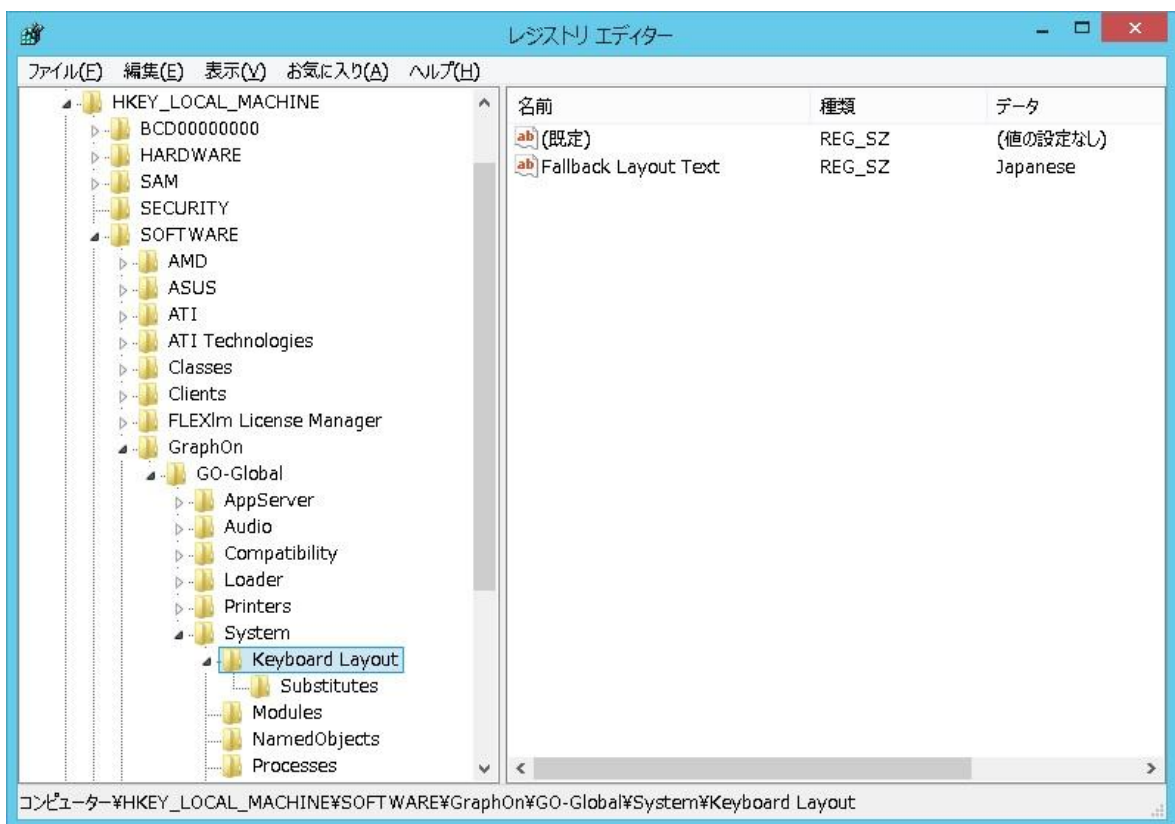 レジストリ エディター
ファイル(F) 編集(E) 表示(V) お気に入り(A) ヘルプ(H)
HKEY_LOCAL_MACHINE
BCD00000000
HARDWARE
SAM
SECURITY
SOFTWARE
AMD
ASUS
ATI
ATI Technologies
Classes
Clients
FLEXlm License Manager
GraphOn
GO-Global
AppServer
Audio
Compatibility
Loader
Printers
System
Keyboard Layout
Substitutes
Modules
NamedObjects
Processes
名前 種類 データ
ab (既定) REG_SZ (値の設定なし)
ab Fallback Layout Text REG_SZ Japanese
コンピューター¥HKEY_LOCAL_MACHINE¥SOFTWARE¥GraphOn¥GO-Global¥System¥Keyboard Layout